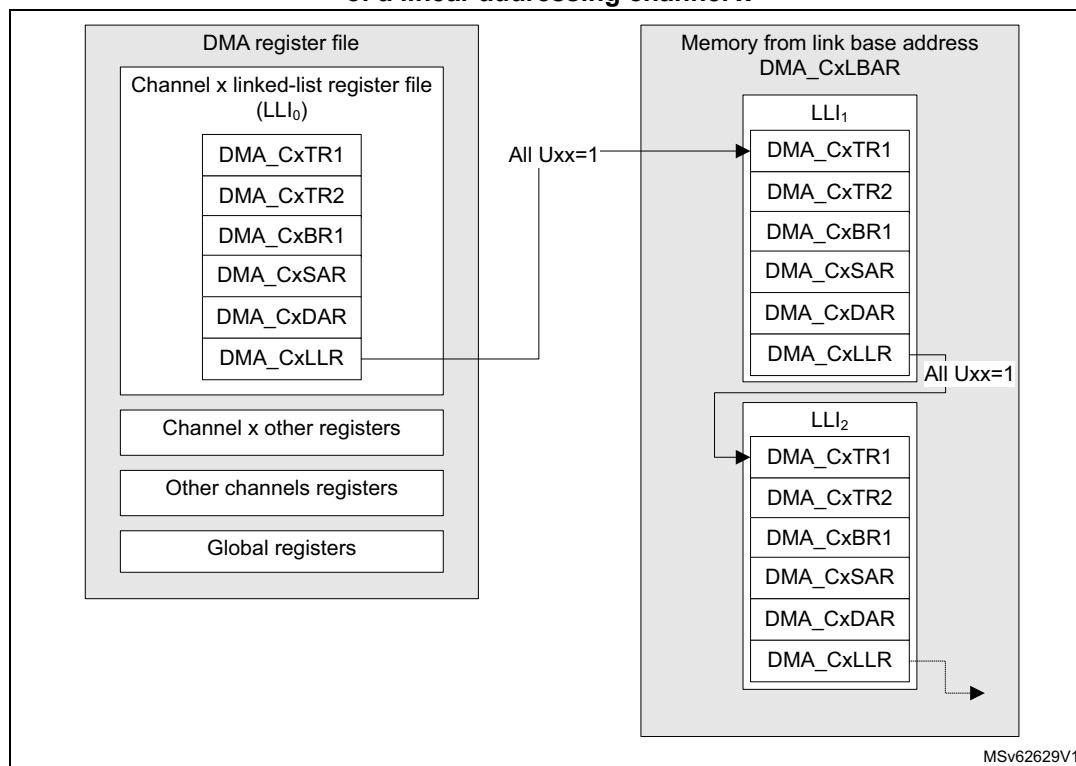 of a linear addressing channel x
DMA register file
Channel x linked-list register file
(LLI₀)
DMA_CxTR1
DMA_CxTR2
DMA_CxBR1
DMA_CxSAR
DMA_CxDAR
DMA_CxLLR
Channel x other registers
Other channels registers
Global registers
All Uxx=1
Memory from link base address
DMA_CxLBAR
LLI₁
DMA_CxTR1
DMA_CxTR2
DMA_CxBR1
DMA_CxSAR
DMA_CxDAR
DMA_CxLLR
All Uxx=1
LLI₂
DMA_CxTR1
DMA_CxTR2
DMA_CxBR1
DMA_CxSAR
DMA_CxDAR
DMA_CxLLR
MSv62629V1